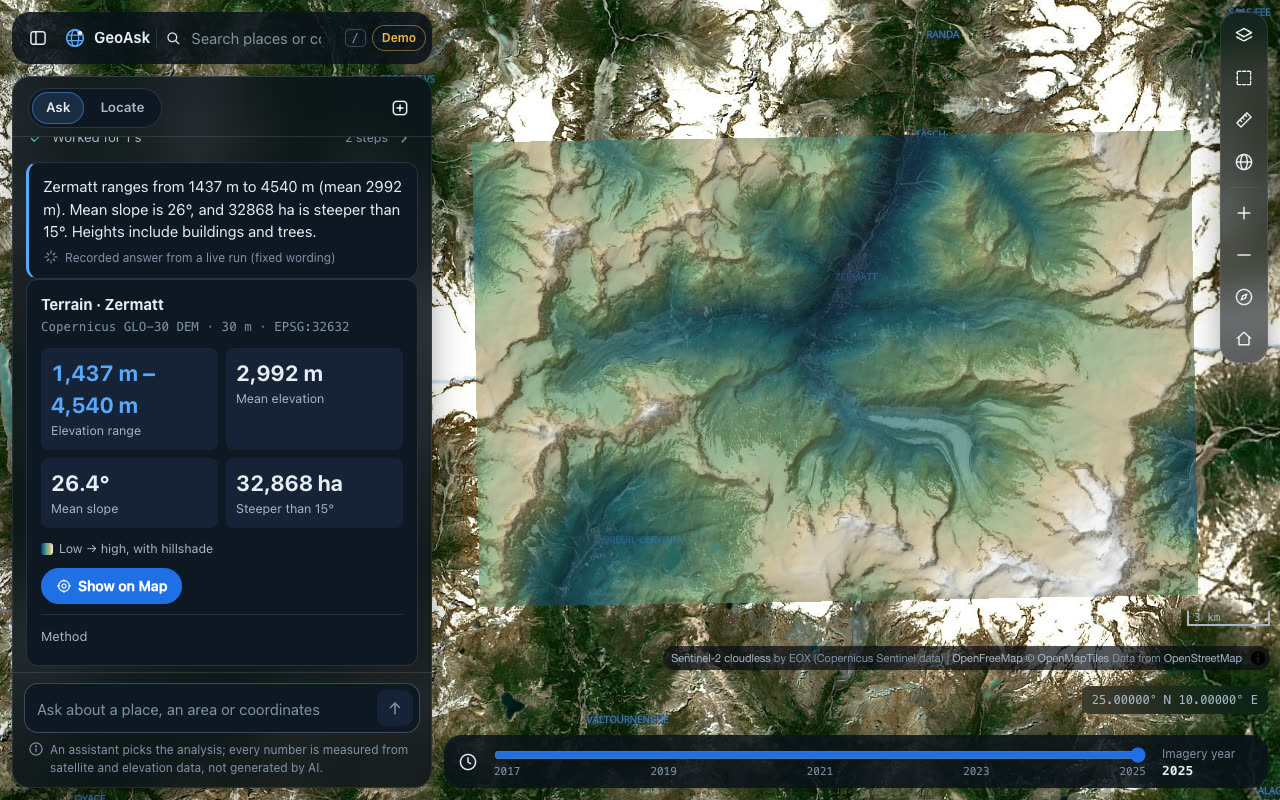 GeoAsk
Search places or co
/
Demo
Ask
Locate
Worked for 1 s
2 steps
Zermatt ranges from 1437 m to 4540 m (mean 2992
m). Mean slope is 26°, and 32868 ha is steeper than
15°. Heights include buildings and trees.
Recorded answer from a live run (fixed wording)
Terrain · Zermatt
Copernicus GLO-30 DEM · 30 m · EPSG:32632
1,437 m –
4,540 m
Elevation range
2,992 m
Mean elevation
26.4°
Mean slope
32,868 ha
Steeper than 15°
Low → high, with hillshade
Show on Map
Method
Ask about a place, an area or coordinates
An assistant picks the analysis; every number is measured from
satellite and elevation data, not generated by AI.
RANDA
TÄSCH
ZERMATT
BREUIL-CERVINIA
VALTOURNENCHE
3 km
Sentinel-2 cloudless by EOX (Copernicus Sentinel data) | OpenFreeMap © OpenMapTiles Data from OpenStreetMap
25.00000° N 10.00000° E
2017
2019
2021
2023
2025
Imagery year
2025